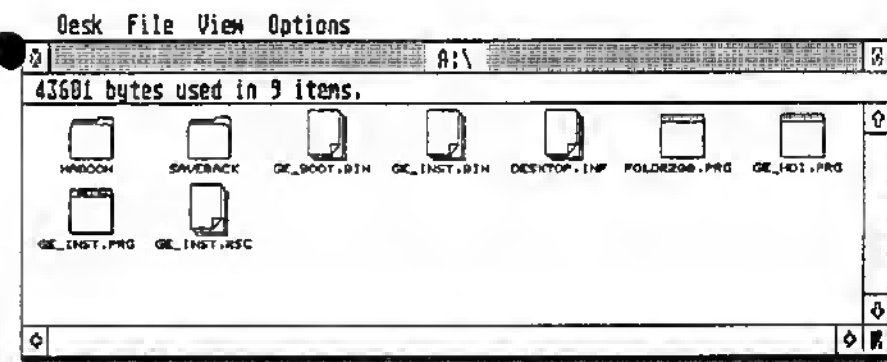 Desk File View Options
A:\
43601 bytes used in 9 items.
SAVEBACK GE_BOOT.BIN GE_INST.BIN DESKTOP.INF FOLDR200.PRG GE_HDI.PRG
GE_INST.PRG GE_INST.RSC